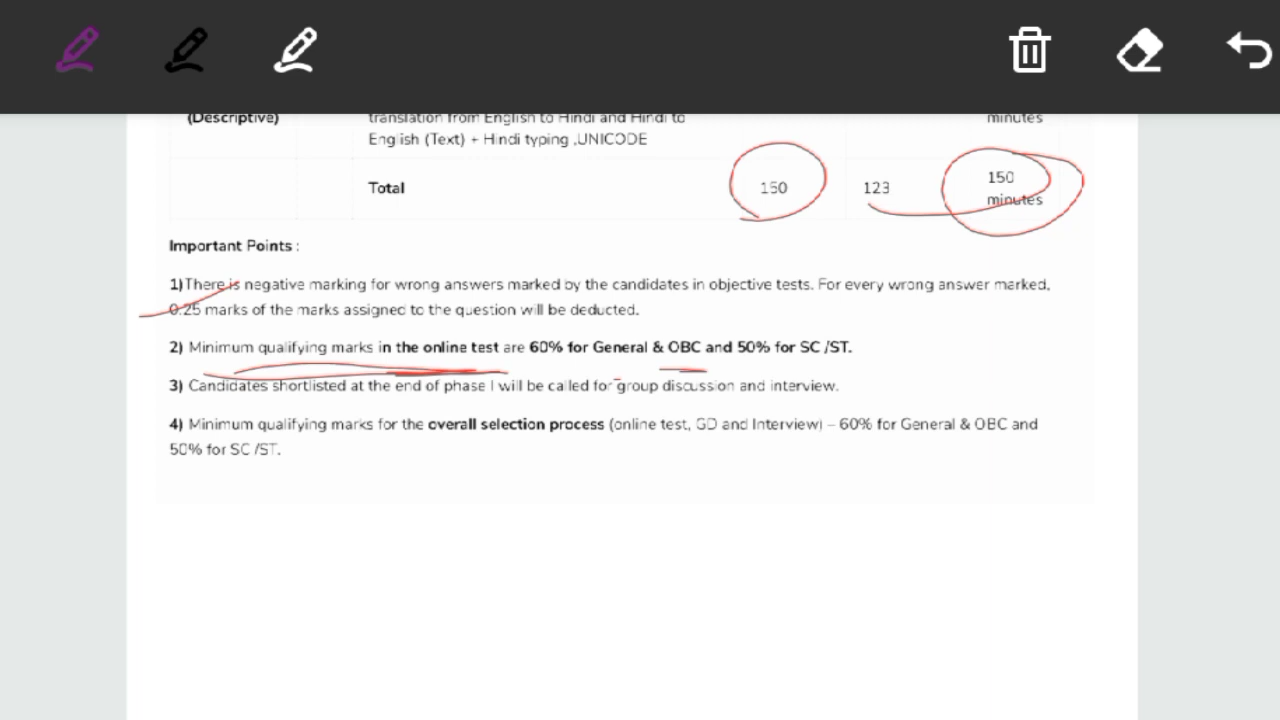 (Descriptive) translation from English to Hindi and Hindi to minutes
English (Text) + Hindi typing ,UNICODE
Total 150 123 150 minutes
Important Points :
1)There is negative marking for wrong answers marked by the candidates in objective tests. For every wrong answer marked,
0.25 marks of the marks assigned to the question will be deducted.
2) Minimum qualifying marks in the online test are 60% for General & OBC and 50% for SC /ST.
3) Candidates shortlisted at the end of phase I will be called for group discussion and interview.
4) Minimum qualifying marks for the overall selection process (online test, GD and Interview) – 60% for General & OBC and
50% for SC /ST.